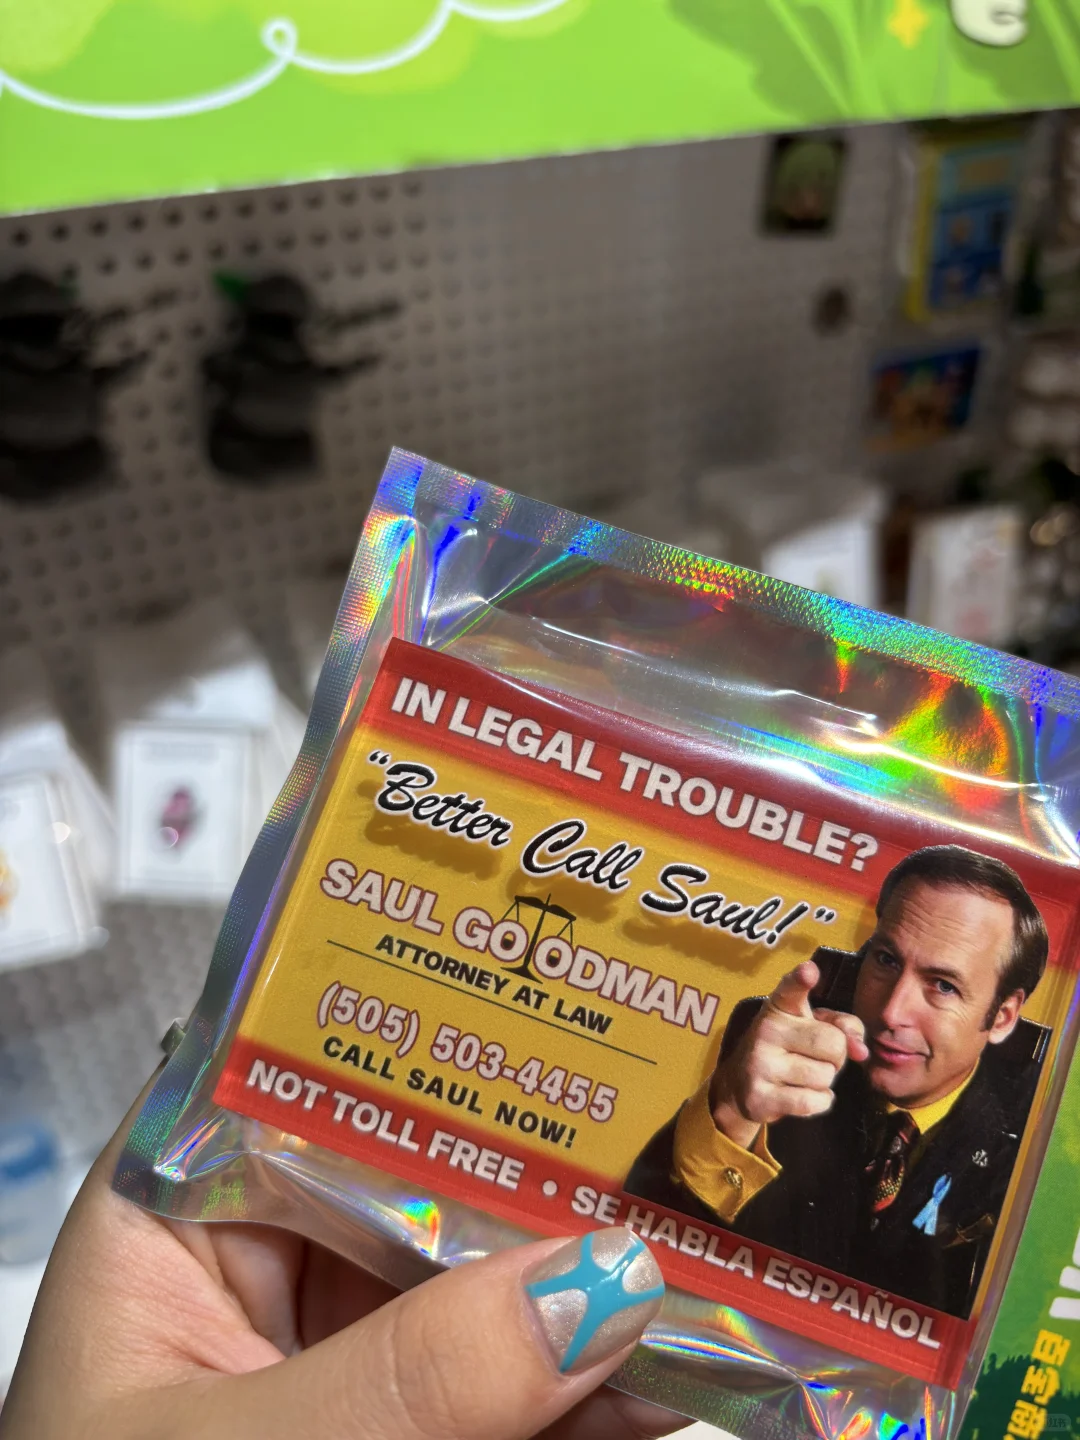 IN LEGAL TROUBLE?
“Better Call Saul!”
SAUL GOODMAN
ATTORNEY AT LAW
(505) 503-4455
CALL SAUL NOW!
NOT TOLL FREE • SE HABLA ESPAÑOL